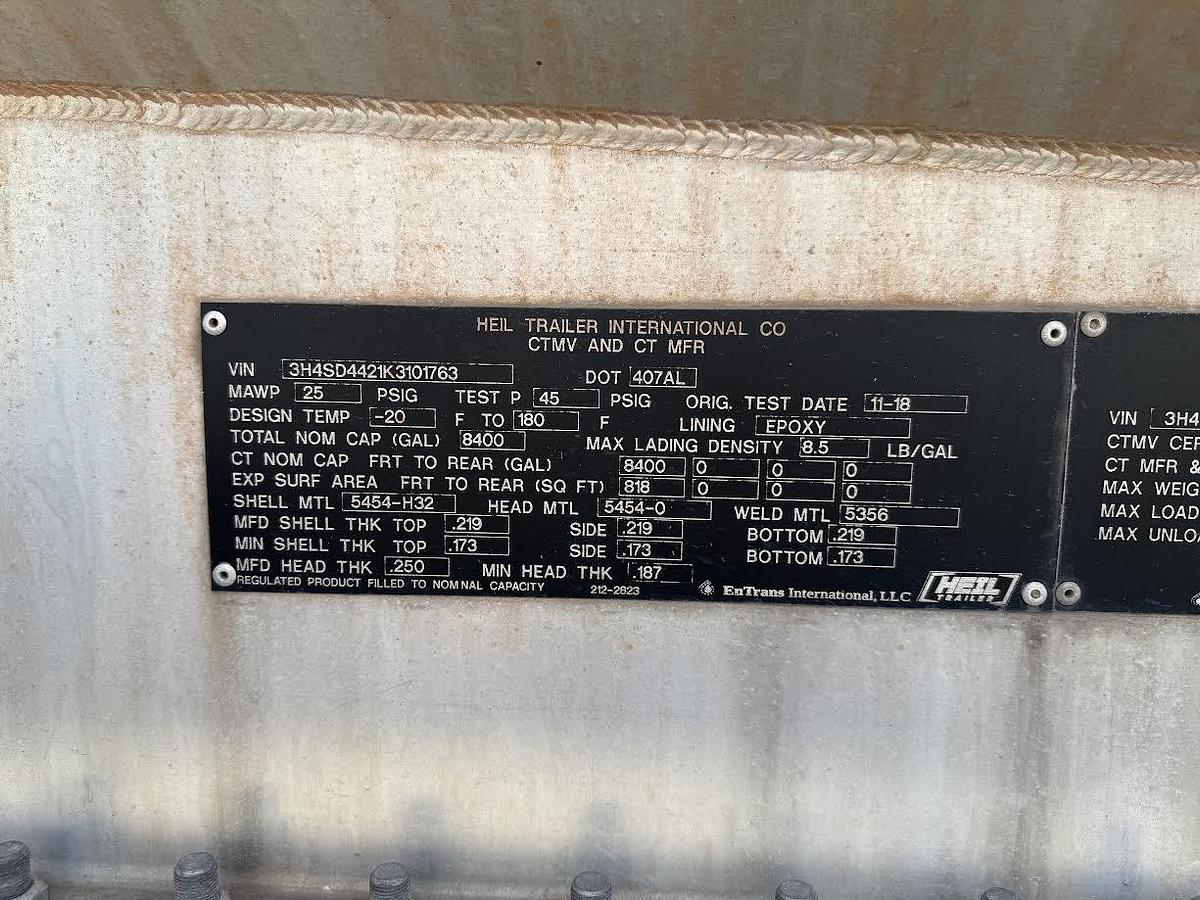 HEIL TRAILER INTERNATIONAL CO
CTMV AND CT MFR
VIN 3H4SD4421K3101763 DOT 407AL
MAWP 25 PSIG TEST P 45 PSIG ORIG. TEST DATE 11-18
DESIGN TEMP -20 F TO 180 F LINING EPOXY
TOTAL NOM CAP (GAL) 8400 MAX LADING DENSITY 8.5 LB/GAL
CT NOM CAP FRT TO REAR (GAL) 8400 0 0 0
EXP SURF AREA FRT TO REAR (SQ FT) 818 0 0 0
SHELL MTL 5454-H32 HEAD MTL 5454-0 WELD MTL 5356
MFD SHELL THK TOP .219 SIDE .219 BOTTOM .219
MIN SHELL THK TOP .173 SIDE .173 BOTTOM .173
MFD HEAD THK .250 MIN HEAD THK .187
REGULATED PRODUCT FILLED TO NOMNAL CAPACITY 212-2823 EnTrans International, LLC HEIL TRAILER
VIN 3H4
CTMV CER
CT MFR &
MAX WEIG
MAX LOAD
MAX UNLOA